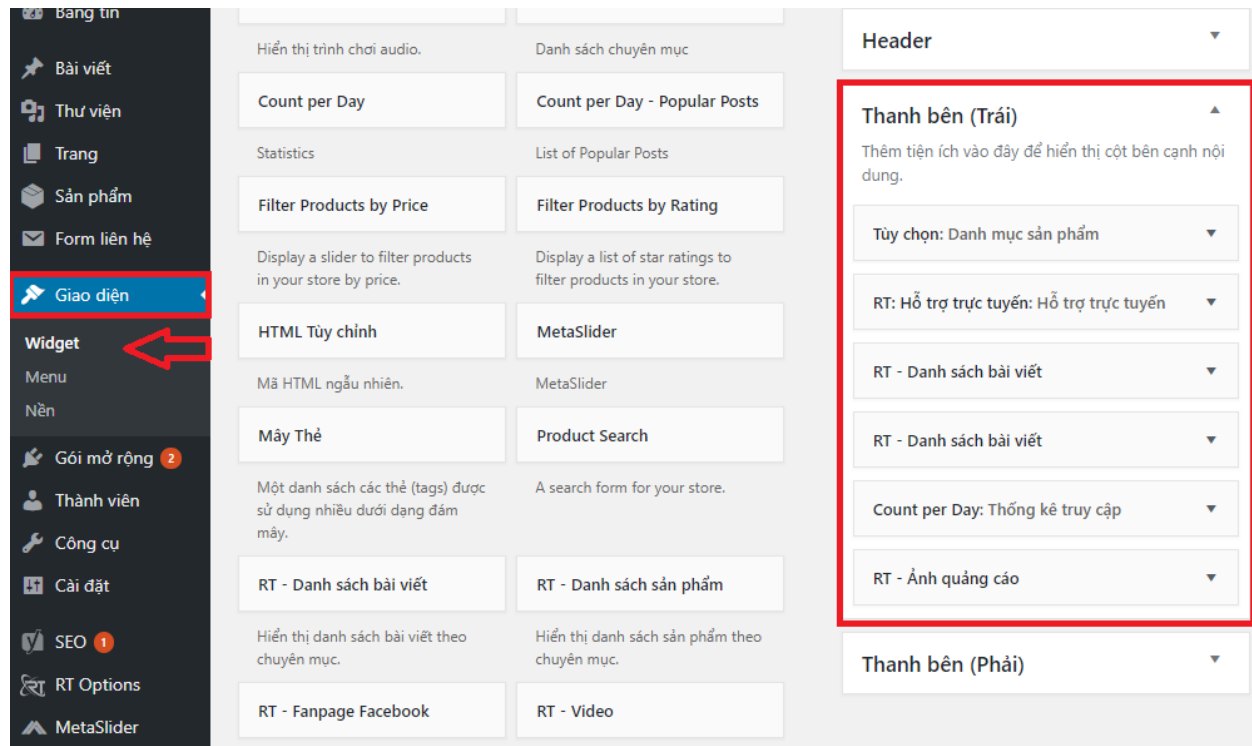 Bảng tin
Bài viết
Thư viện
Trang
Sản phẩm
Form liên hệ
Giao diện
Widget
Menu
Nền
Gói mở rộng 2
Thành viên
Công cụ
Cài đặt
SEO 1
RT Options
MetaSlider
Hiển thị trình chơi audio.
Danh sách chuyên mục
Count per Day
Count per Day - Popular Posts
Statistics
List of Popular Posts
Filter Products by Price
Filter Products by Rating
Display a slider to filter products
in your store by price.
Display a list of star ratings to
filter products in your store.
HTML Tùy chỉnh
MetaSlider
Mã HTML ngẫu nhiên.
MetaSlider
Mây Thẻ
Product Search
Một danh sách các thẻ (tags) được
sử dụng nhiều dưới dạng đám
mây.
A search form for your store.
RT - Danh sách bài viết
RT - Danh sách sản phẩm
Hiển thị danh sách bài viết theo
chuyên mục.
Hiển thị danh sách sản phẩm theo
chuyên mục.
RT - Fanpage Facebook
RT - Video
Header
Thanh bên (Trái)
Thêm tiện ích vào đây để hiển thị cột bên cạnh nội
dung.
Tùy chọn: Danh mục sản phẩm
RT: Hỗ trợ trực tuyến: Hỗ trợ trực tuyến
RT - Danh sách bài viết
RT - Danh sách bài viết
Count per Day: Thống kê truy cập
RT - Ảnh quảng cáo
Thanh bên (Phải)